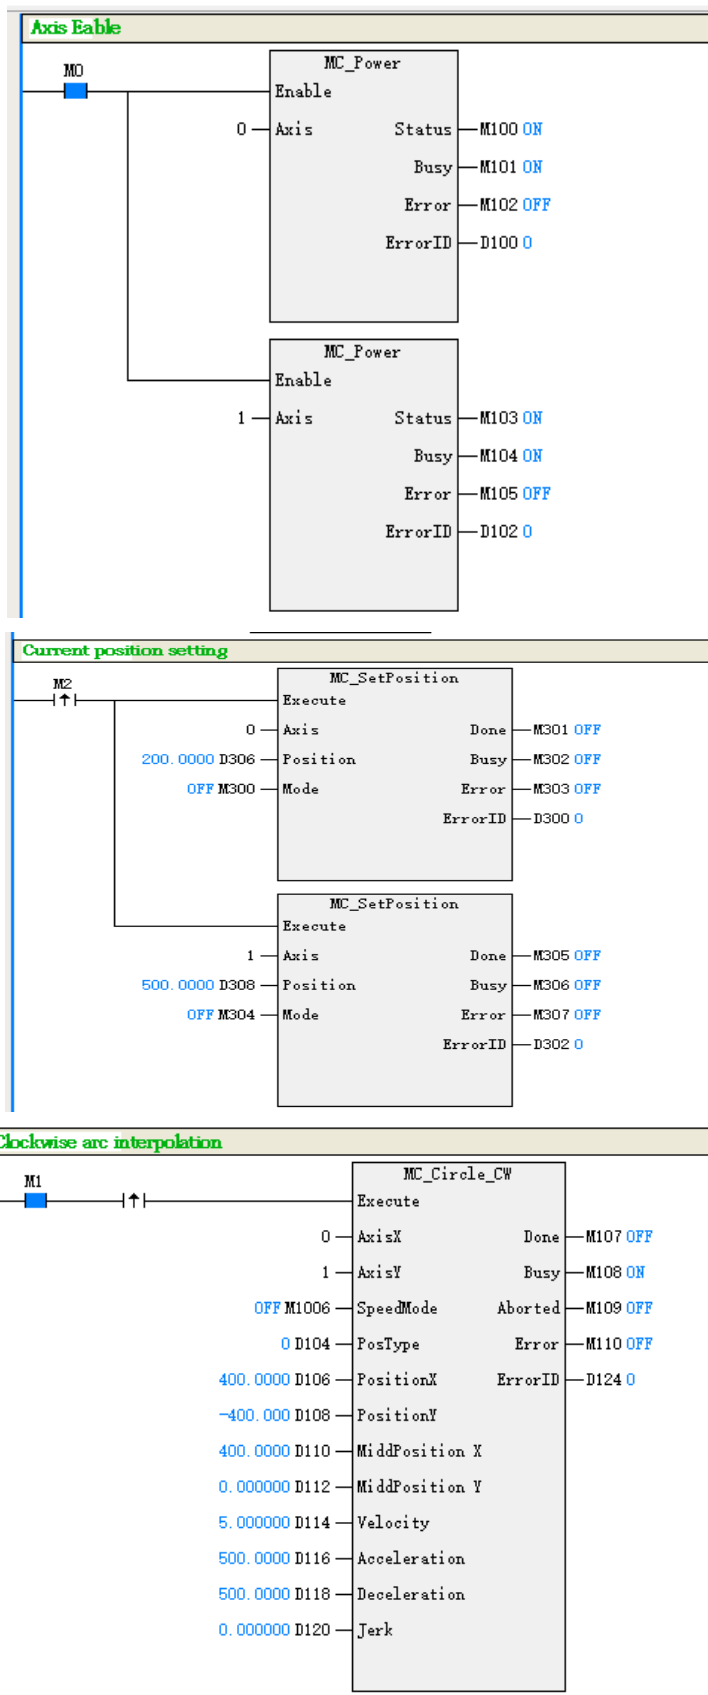 Axis Eable
M0
MC_Power
Enable
0 Axis Status M100 ON
Busy M101 ON
Error M102 OFF
ErrorID D100 0
MC_Power
Enable
1 Axis Status M103 ON
Busy M104 ON
Error M105 OFF
ErrorID D102 0
Current position setting
M2
MC_SetPosition
Execute
0 Axis Done M301 OFF
200.0000 D306 Position Busy M302 OFF
OFF M300 Mode Error M303 OFF
ErrorID D300 0
MC_SetPosition
Execute
1 Axis Done M305 OFF
500.0000 D308 Position Busy M306 OFF
OFF M304 Mode Error M307 OFF
ErrorID D302 0
Clockwise arc interpolation
M1
MC_Circle_CW
Execute
0 AxisX Done M107 OFF
1 AxisY Busy M108 ON
OFF M1006 SpeedMode Aborted M109 OFF
0 D104 PosType Error M110 OFF
400.0000 D106 PositionX ErrorID D124 0
-400.000 D108 PositionY
400.0000 D110 MiddPosition X
0.000000 D112 MiddPosition Y
5.000000 D114 Velocity
500.0000 D116 Acceleration
500.0000 D118 Deceleration
0.000000 D120 Jerk